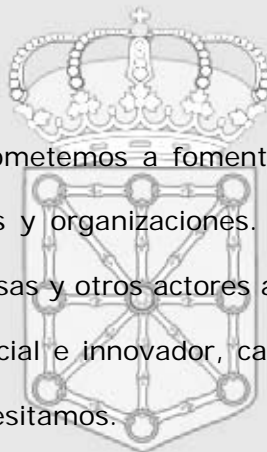 ometemos a foment
s y organizaciones.
sas y otros actores a
cial e innovador, ca
esitamos.